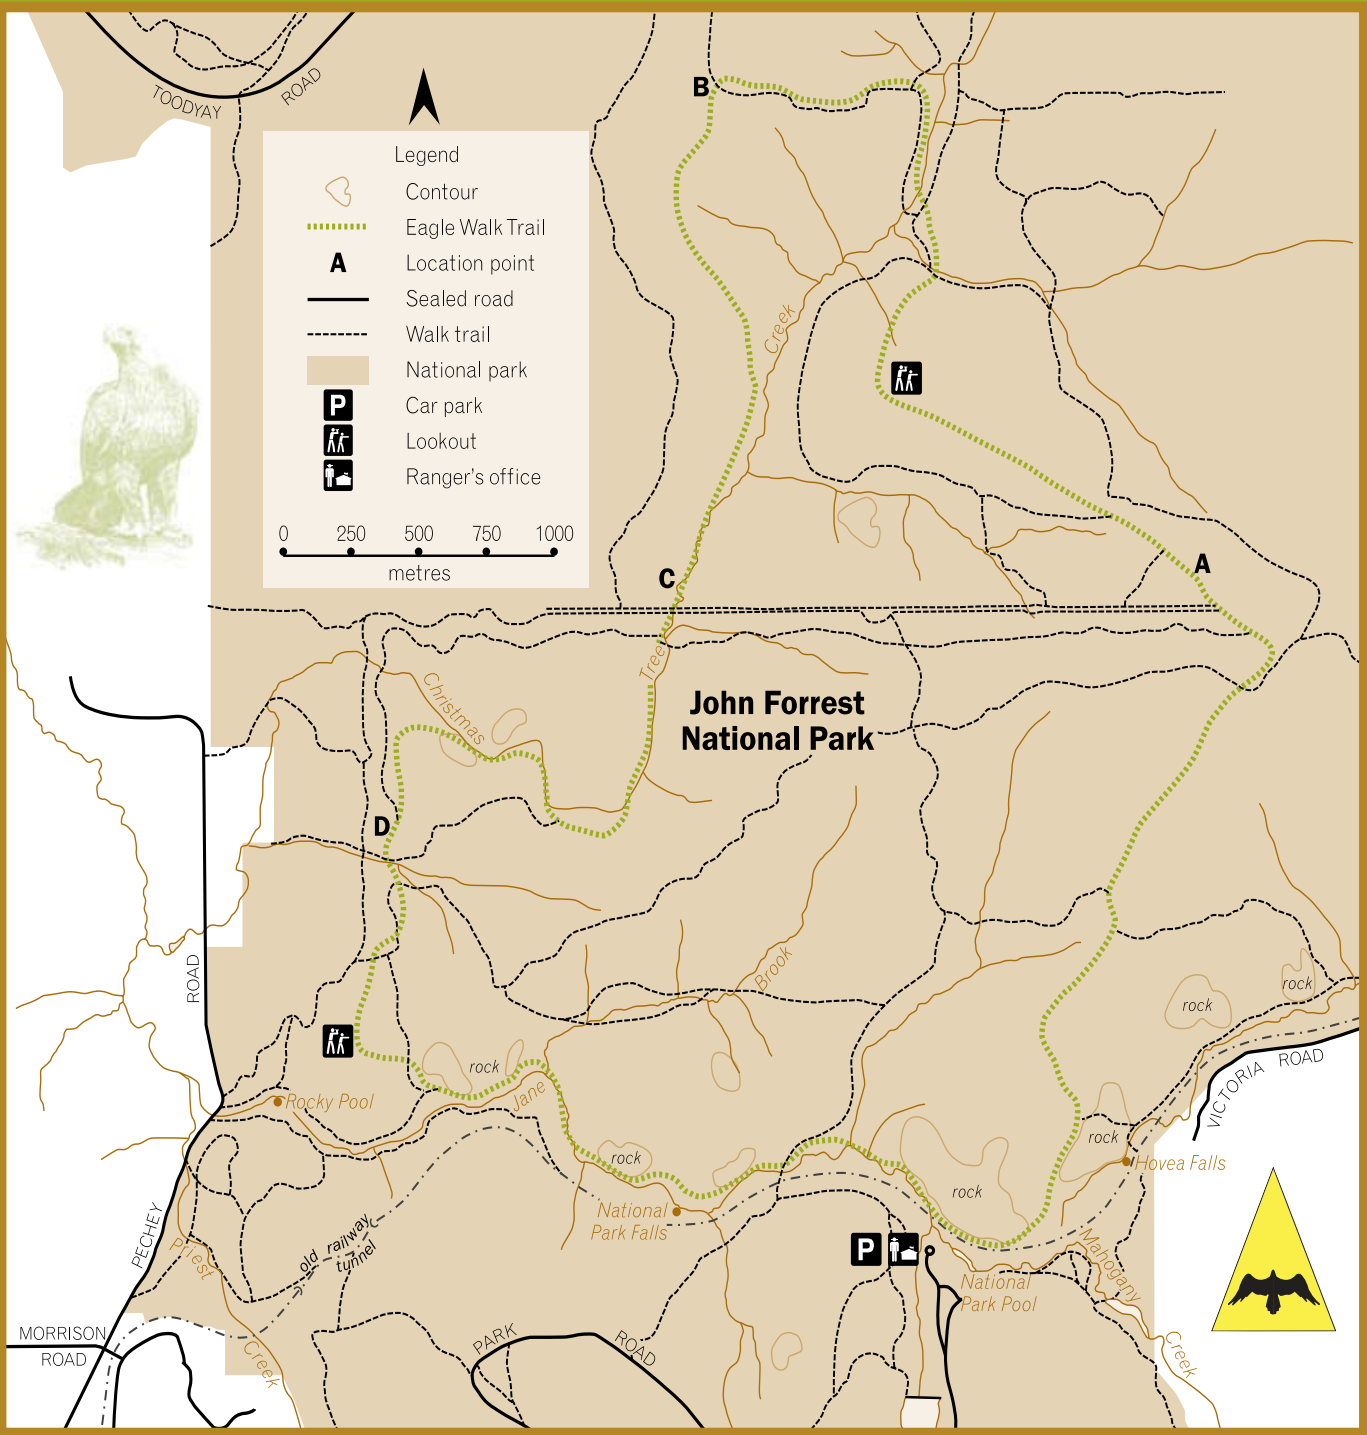 TOODYAY
ROAD
B
Legend
Contour
Eagle Walk Trail
A
Location point
Sealed road
Walk trail
National park
P
Car park
Lookout
Ranger's office
0 250 500 750 1000
metres
Creek
A
C
Tree
Christmas
John Forrest
National Park
D
ROAD
Brook
rock
rock
rock
Jane
Rocky Pool
VICTORIA ROAD
rock
rock
Hovea Falls
rock
National
Park Falls
PECHEY
Priest
old railway
tunnel
P
National
Park Pool
Mahogany
MORRISON
ROAD
Creek
PARK
ROAD
Creek